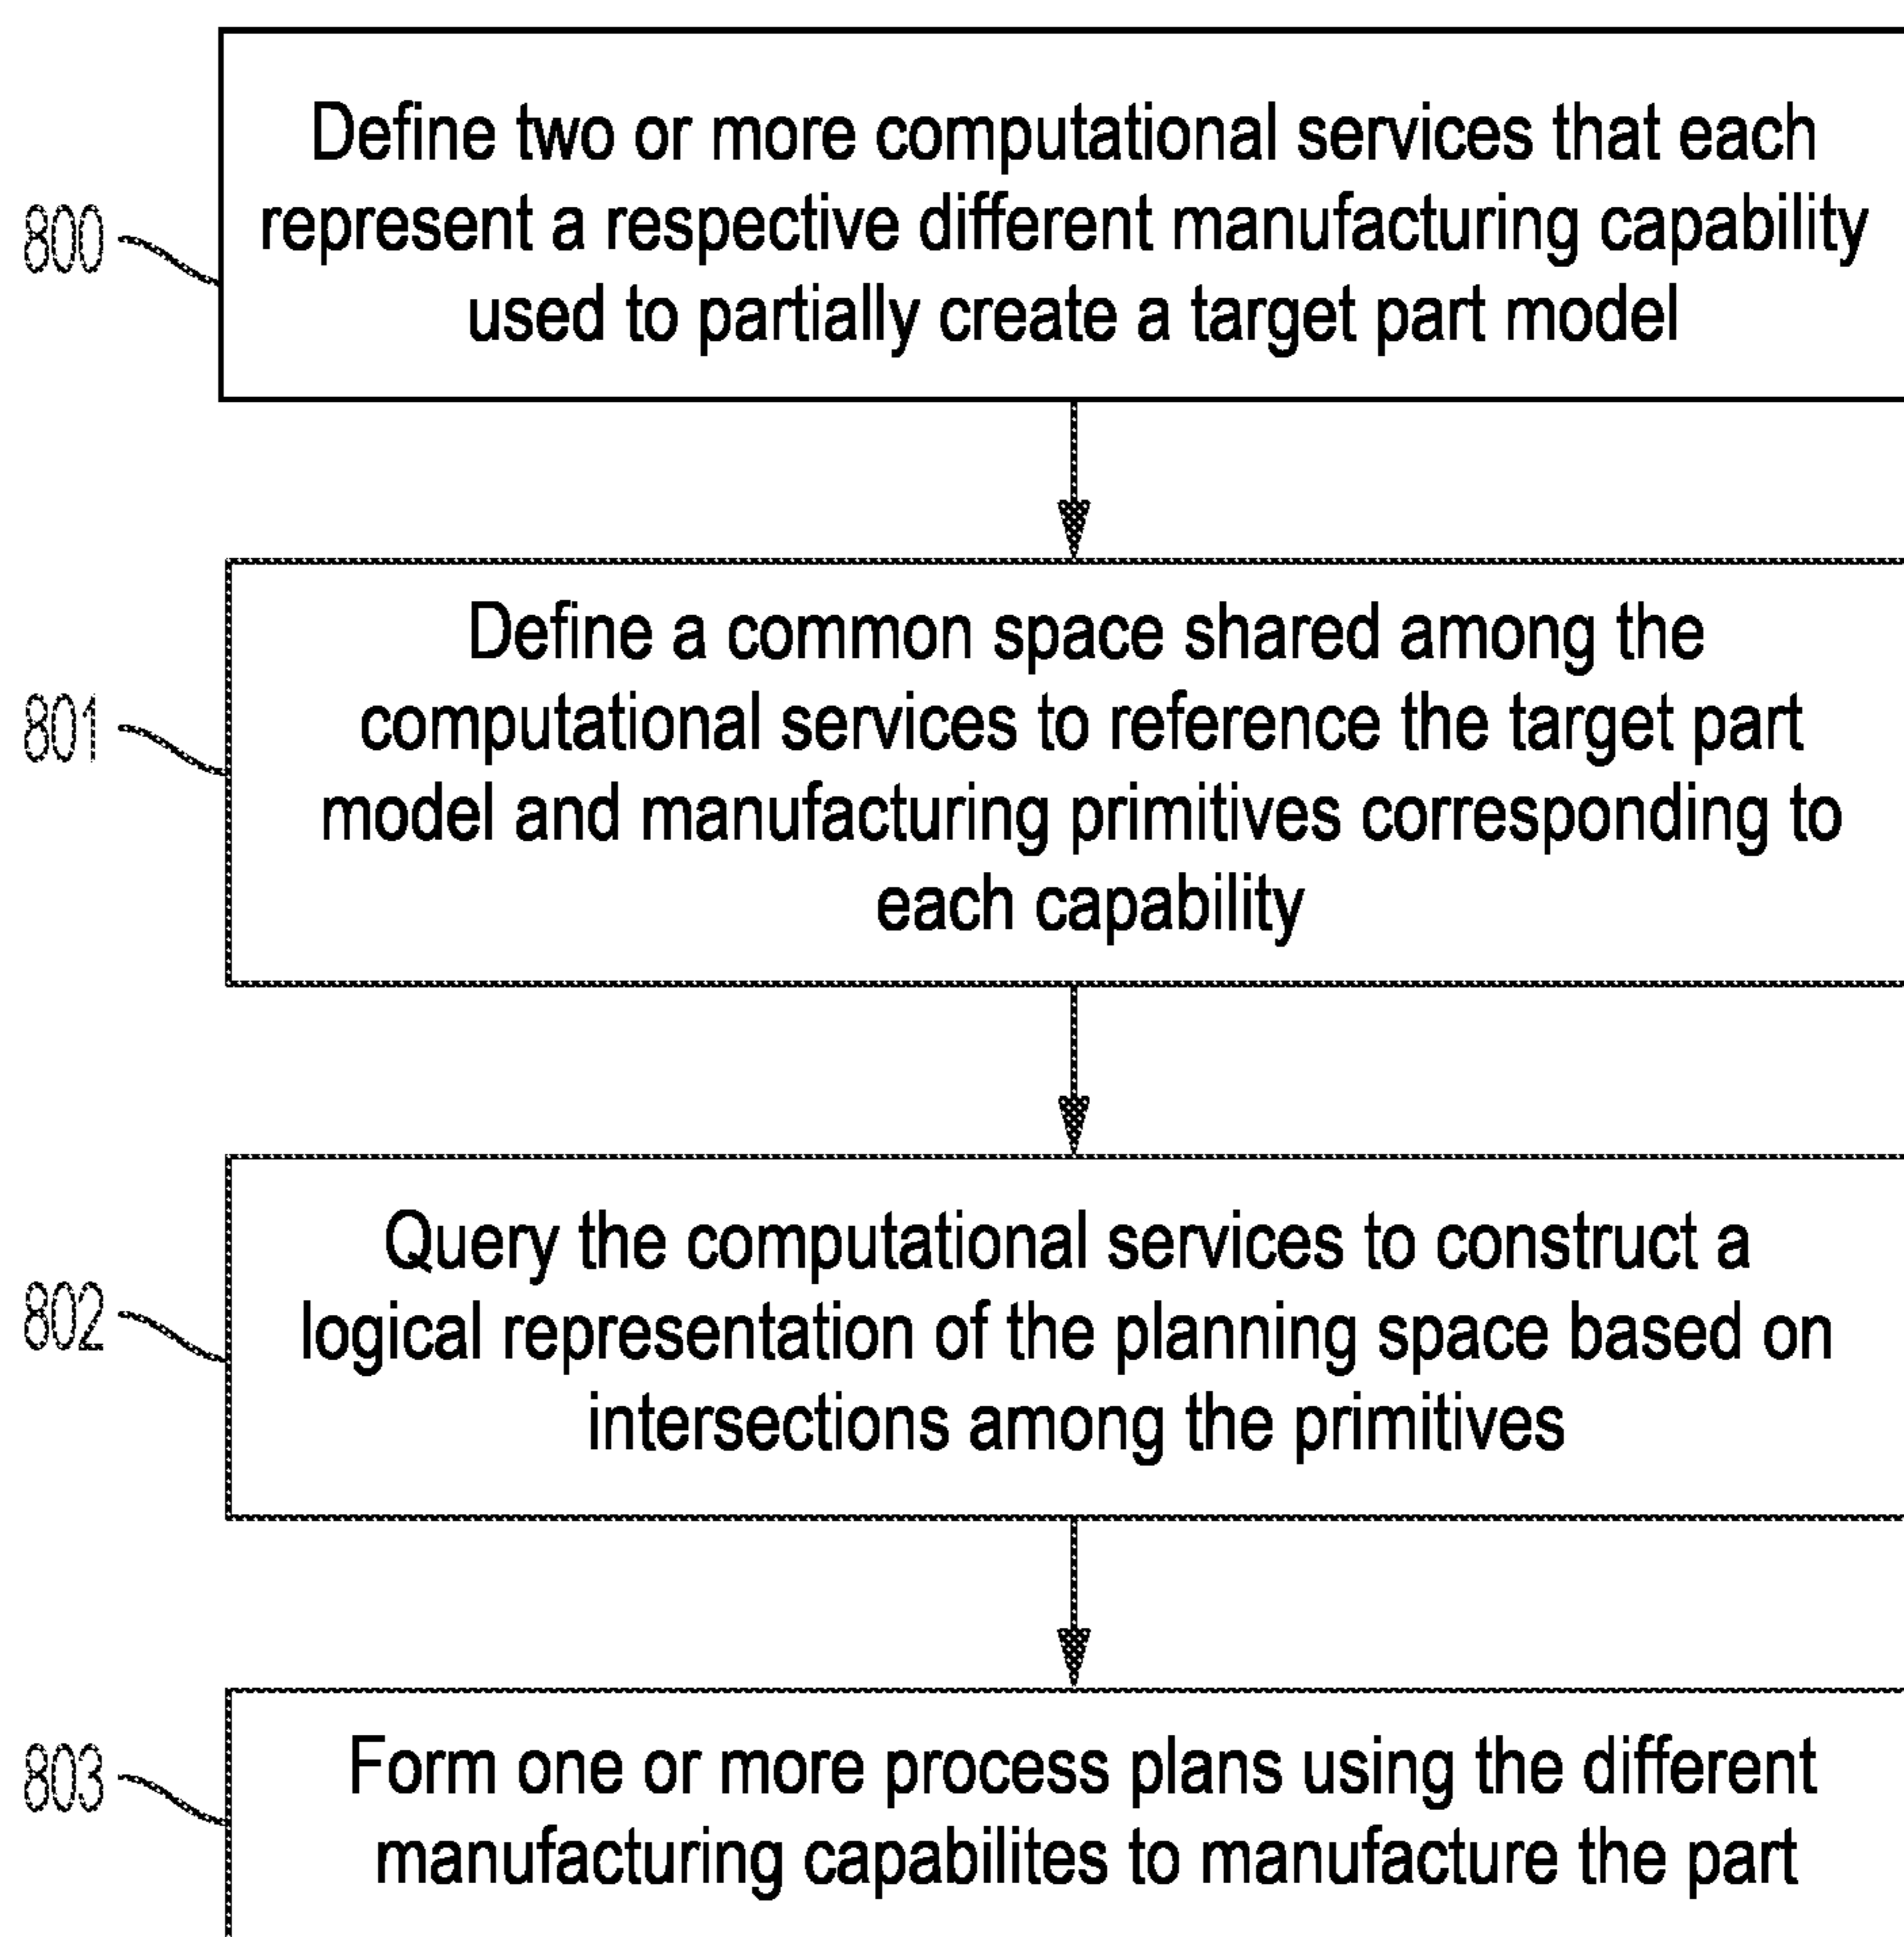 Define two or more computational services that each
800
represent a respective different manufacturing capability
used to partially create a target part model
Define a common space shared among the
801
computational services to reference the target part
model and manufacturing primitives corresponding to
each capability
Query the computational services to construct a
802
logical representation of the planning space based on
intersections among the primitives
803
Form one or more process plans using the different
manufacturing capabilites to manufacture the part